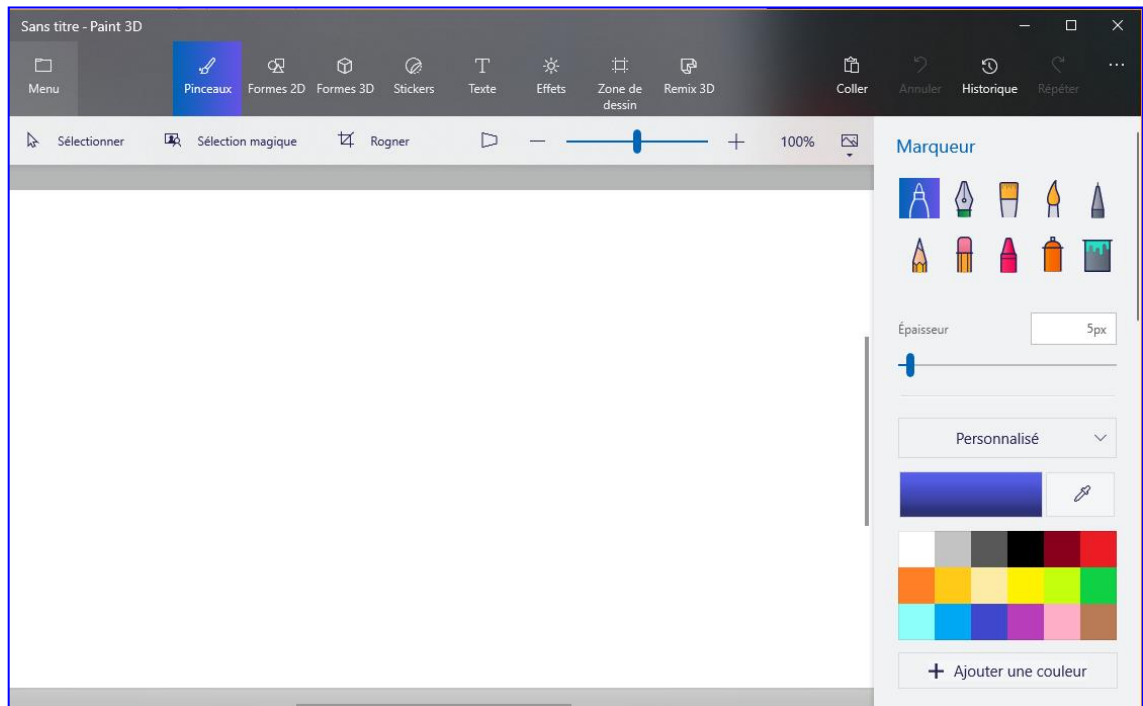 Sans titre - Paint 3D
Menu
Pinceaux
Formes 2D
Formes 3D
Stickers
Texte
Effets
Zone de
dessin
Remix 3D
Coller
Annuler
Historique
Répéter
Sélectionner
Sélection magique
Rogner
100%
Marqueur
Épaisseur
5px
Personnalisé
Ajouter une couleur